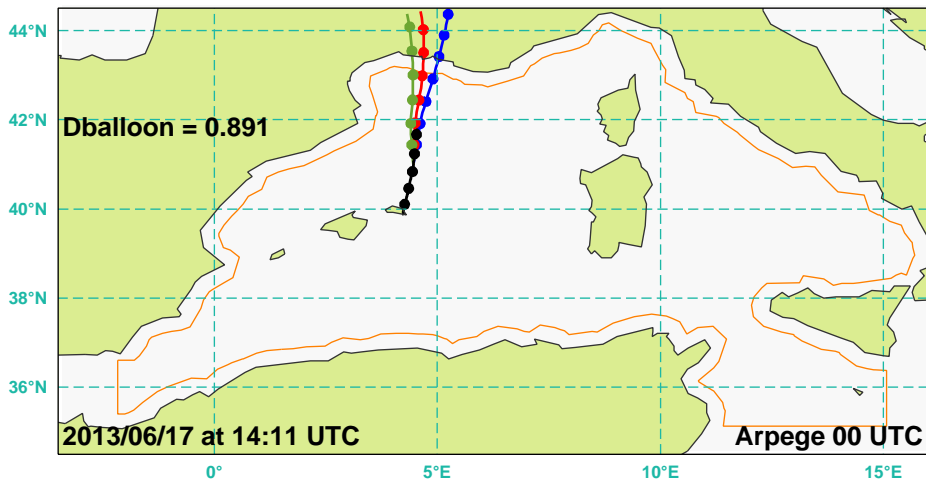 44°N
42°N
Dballoon = 0.891
40°N
38°N
36°N
2013/06/17 at 14:11 UTC
Arpege 00 UTC
0°
5°E
10°E
15°E